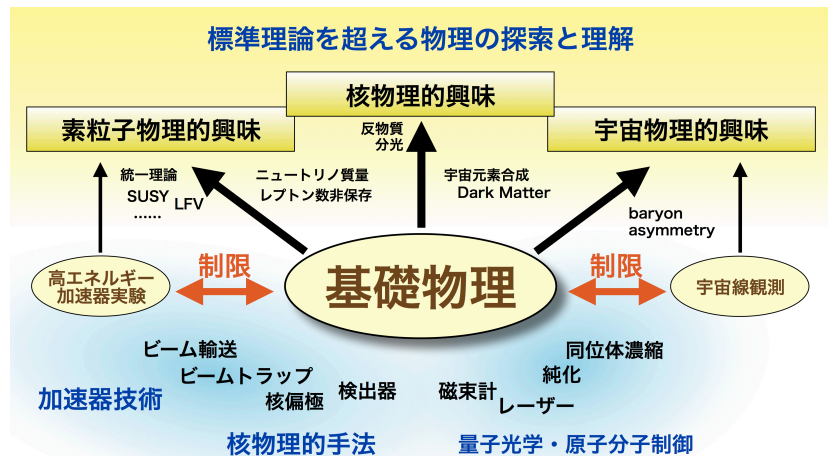 標準理論を超える物理の探索と理解
核物理的興味
素粒子物理的興味
宇宙物理的興味
反物質
分光
統一理論
SUSY
LFV
......
ニュートリノ質量
レプトン数非保存
宇宙元素合成
Dark Matter
baryon
asymmetry
高エネルギー
加速器実験
制限
基礎物理
制限
宇宙線観測
ビーム輸送
ビームトラップ
核偏極
検出器
磁束計
レーザー
同位体濃縮
純化
加速器技術
核物理的手法
量子光学・原子分子制御